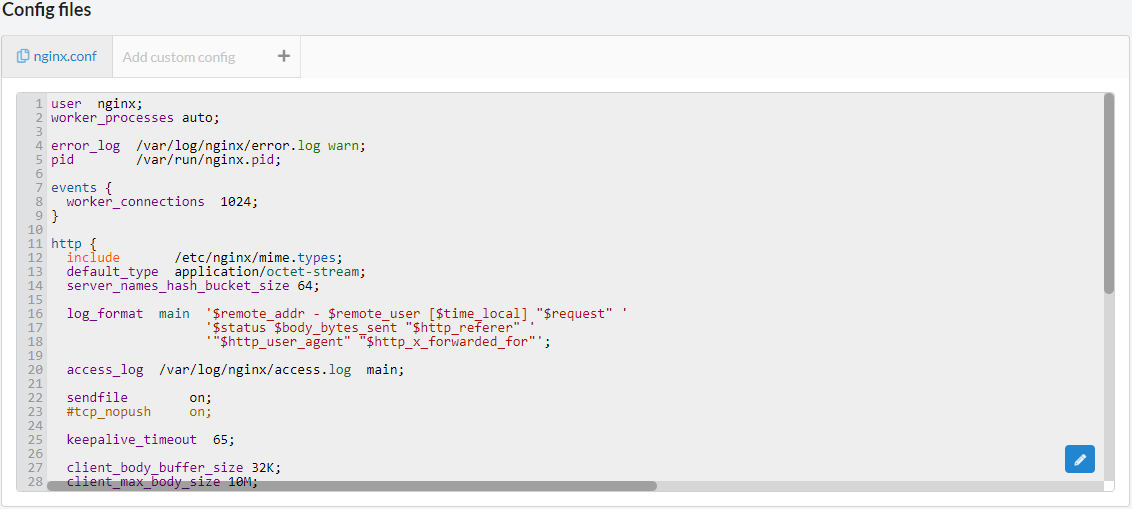 Config files
nginx.conf
Add custom config +
1 user  nginx;
2 worker_processes auto;
3
4 error_log  /var/log/nginx/error.log warn;
5 pid        /var/run/nginx.pid;
6
7 events {
8   worker_connections  1024;
9 }
10
11 http {
12   include       /etc/nginx/mime.types;
13   default_type  application/octet-stream;
14   server_names_hash_bucket_size 64;
15
16   log_format  main  '$remote_addr - $remote_user [$time_local] "$request" '
17                     '$status $body_bytes_sent "$http_referer" '
18                     '"$http_user_agent" "$http_x_forwarded_for"';
19
20   access_log  /var/log/nginx/access.log  main;
21
22   sendfile        on;
23   #tcp_nopush     on;
24
25   keepalive_timeout  65;
26
27   client_body_buffer_size 32K;
28   client_max_body_size 10M;